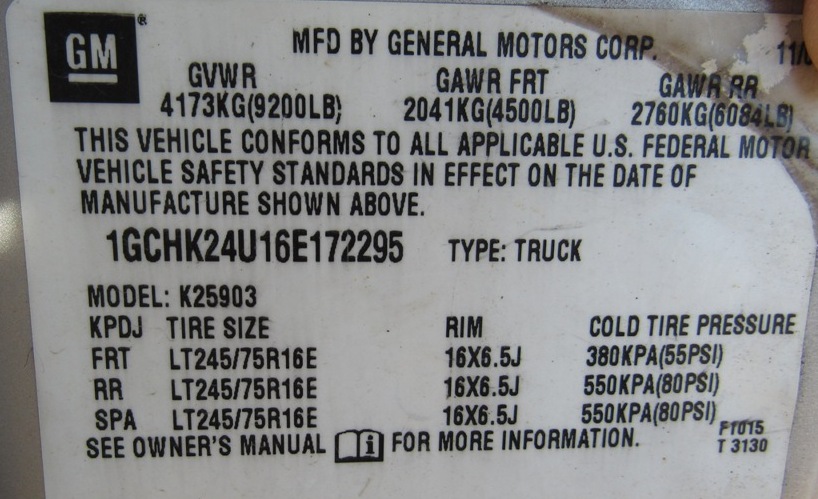 GM
MFD BY GENERAL MOTORS CORP.
GVWR GAWR FRT GAWR RR
4173KG(9200LB) 2041KG(4500LB) 2760KG(6084LB)
THIS VEHICLE CONFORMS TO ALL APPLICABLE U.S. FEDERAL MOTOR
VEHICLE SAFETY STANDARDS IN EFFECT ON THE DATE OF
MANUFACTURE SHOWN ABOVE.
1GCHK24U16E172295 TYPE: TRUCK
MODEL: K25903
KPDJ TIRE SIZE RIM COLD TIRE PRESSURE
FRT LT245/75R16E 16X6.5J 380KPA(55PSI)
RR LT245/75R16E 16X6.5J 550KPA(80PSI)
SPA LT245/75R16E 16X6.5J 550KPA(80PSI)
SEE OWNER'S MANUAL i FOR MORE INFORMATION.
F1015
T 3130